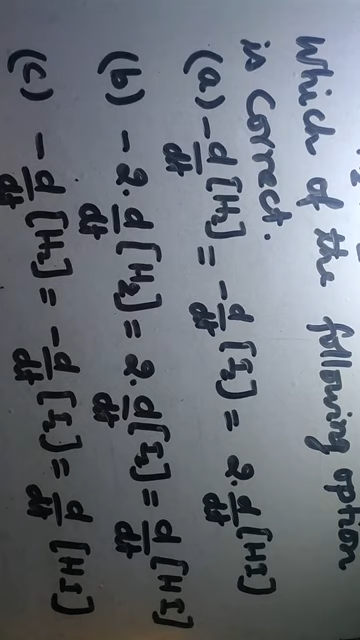 Which of the following option
is correct.
(a) -d/dt [H₂] = -d/dt [I₂] = 2.d/dt [HI]
(b) -2.d/dt [H₂] = 2.d/dt [I₂] = d/dt [HI]
(c) -d/dt [H₂] = -d/dt [I₂] = d/dt [HI]